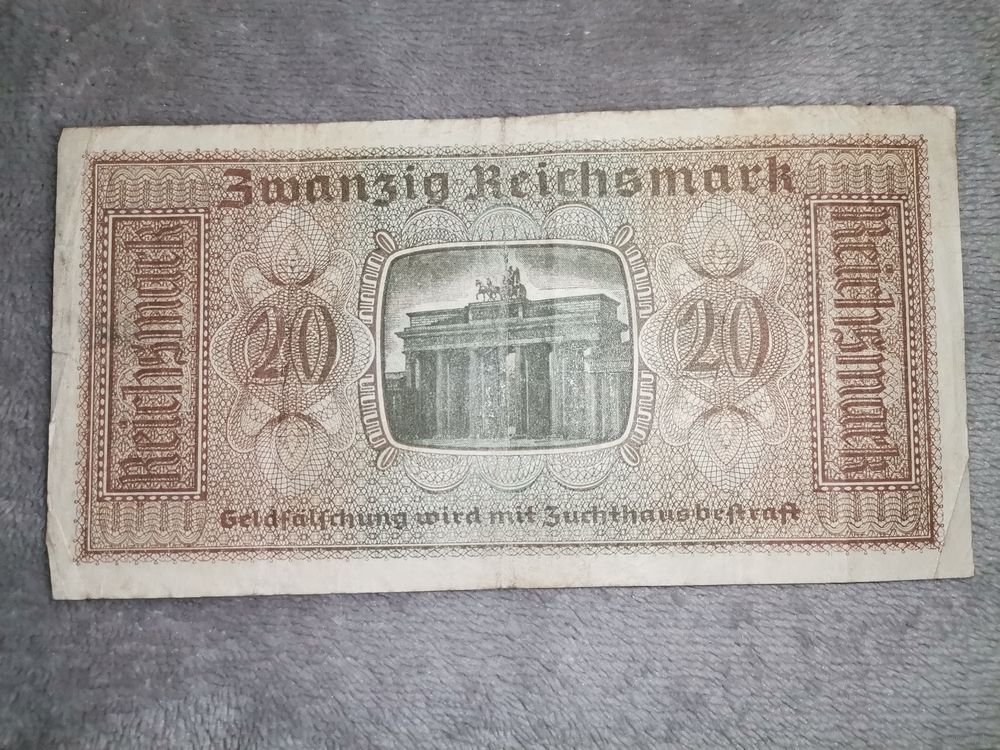 Zwanzig Reichsmark
Reichsmark
20
20
Reichsmark
Geldfälschung wird mit Zuchthaus bestraft